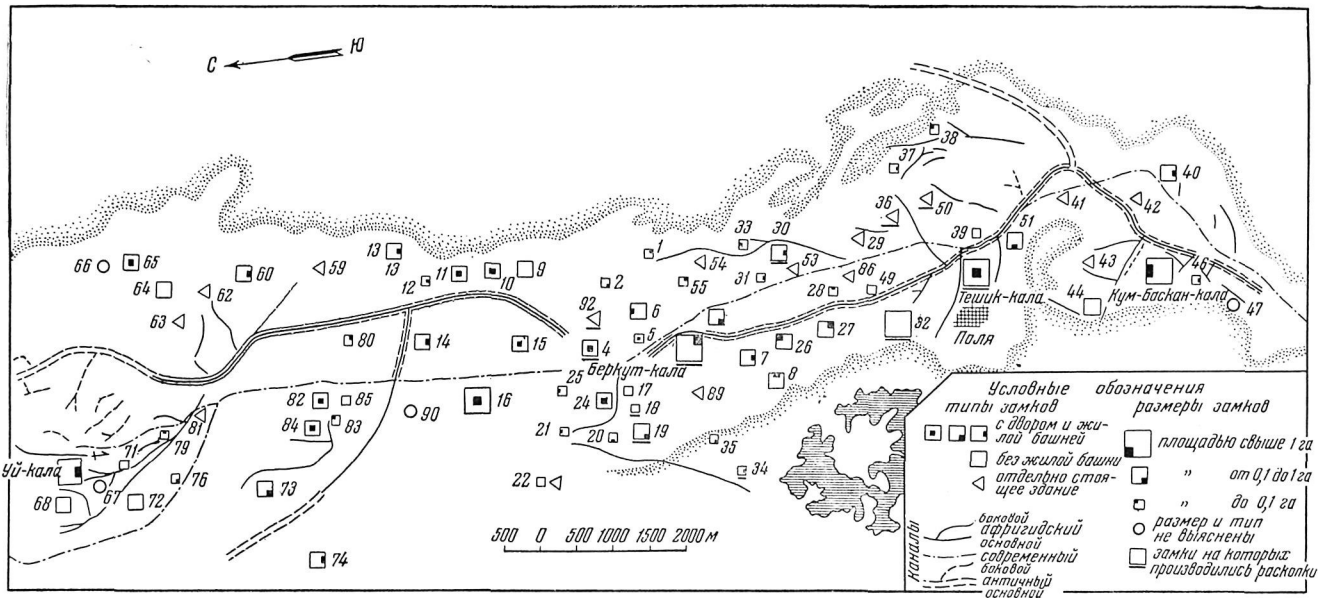 С Ю
38
37
40
36
50
41
42
33
30
39
51
13
1
29
66
65
13
59
54
53
43
60
11
10
9
31
86
46
64
62
12
2
55
28
49
Тешик-кала
44
Кум-баскан-кала
47
63
92
6
32
80
14
15
4
5
27
Поля
26
Беркут-кала
7
8
25
17
82
85
16
24
18
89
90
81
84
83
21
20
19
35
79
71
Уй-кала
67
76
73
22
34
68
72
74
500 0 500 1000 1500 2000 м
Условные обозначения
типы замков
с двором и жилой башней
без жилой башни
отдельно стоящее здание
размеры замков
площадью свыше 1 га
" от 0,1 до 1 га
" до 0,1 га
размер и тип не выяснены
замки на которых производились раскопки
Каналы
боковой
афригидский
основной
современный
боковой
античный
основной